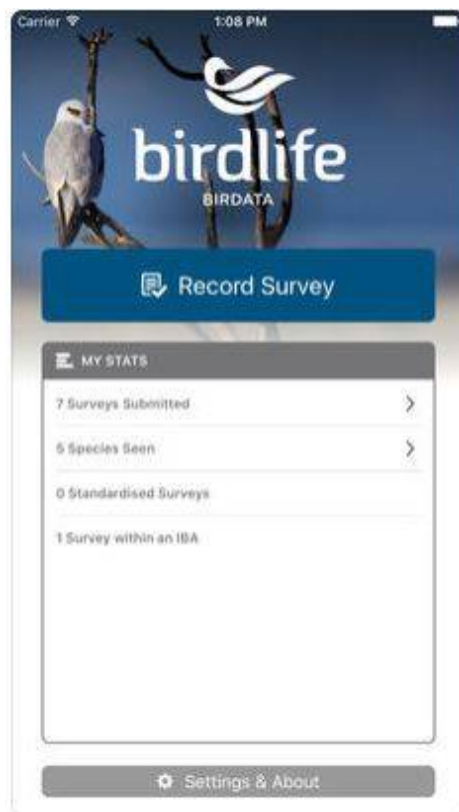 Carrier 1:08 PM
birdlife
BIRDATA
Record Survey
MY STATS
7 Surveys Submitted
5 Species Seen
0 Standardised Surveys
1 Survey within an IBA
Settings & About